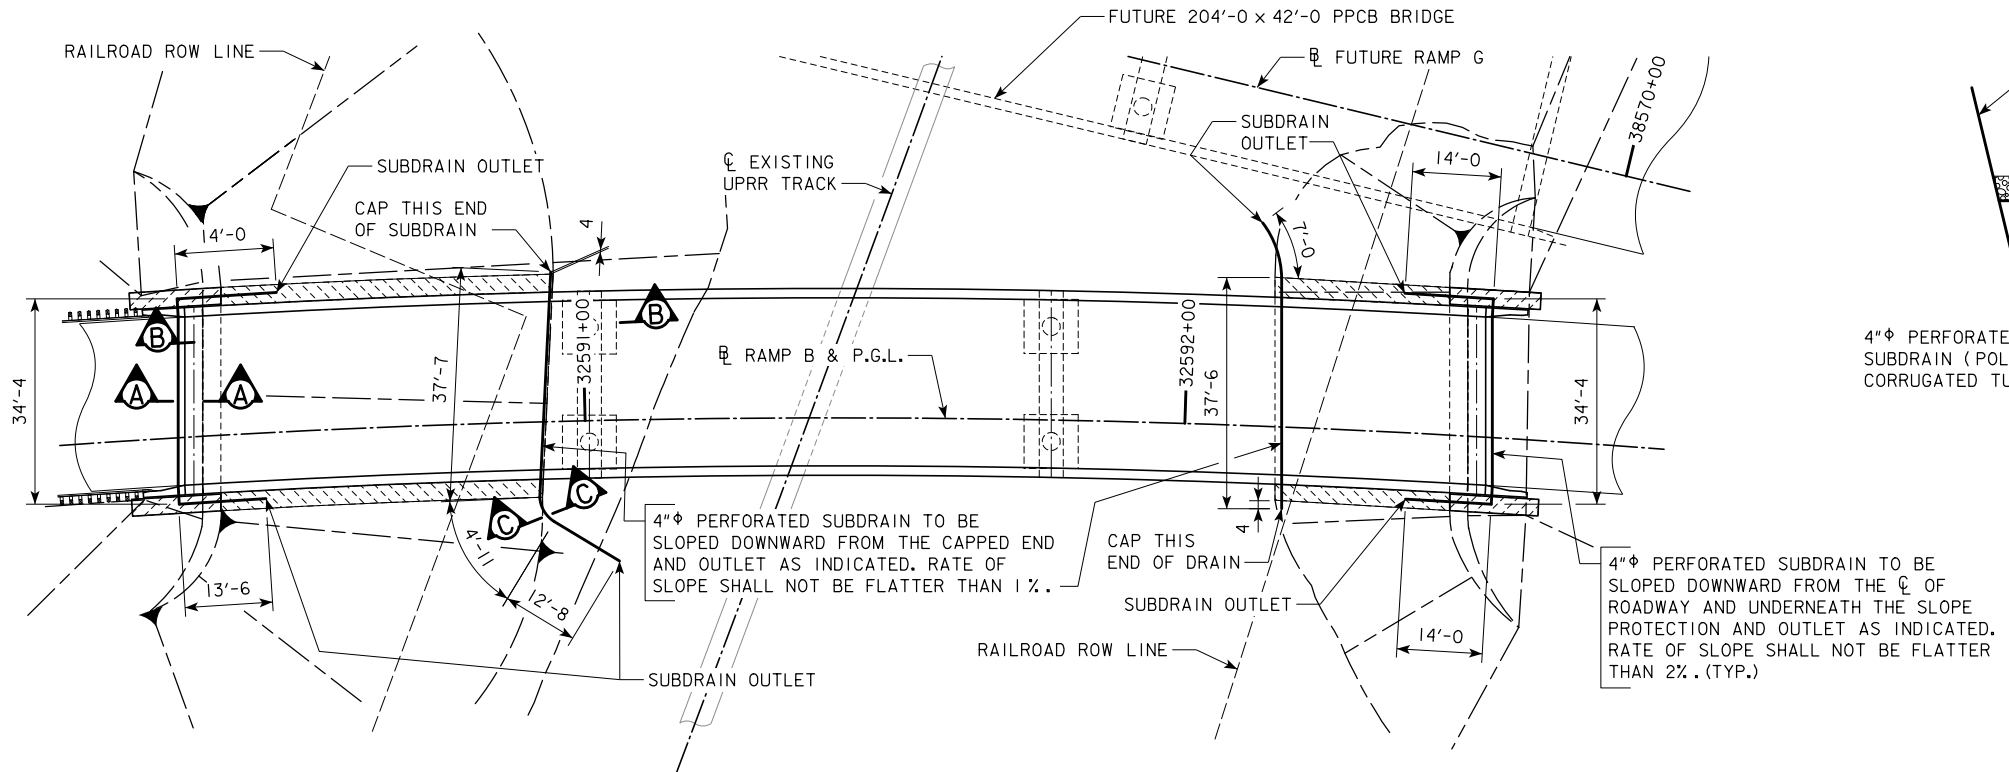 FUTURE 204'-0 x 42'-0 PPCB BRIDGE
RAILROAD ROW LINE
℄ FUTURE RAMP G
38570+00
SUBDRAIN
OUTLET
14'-0
SUBDRAIN OUTLET
℄ EXISTING
UPRR TRACK
CAP THIS END
OF SUBDRAIN
4
14'-0
7'-0
B
B
32591+00
32592+00
℄ RAMP B & P.G.L.
4"Φ PERFORATE
SUBDRAIN (POL
CORRUGATED TU
34'-4
A
A
37'-7
37'-6
34'-4
C
C
4"Φ PERFORATED SUBDRAIN TO BE
SLOPED DOWNWARD FROM THE CAPPED END
AND OUTLET AS INDICATED. RATE OF
SLOPE SHALL NOT BE FLATTER THAN 1%.
4
CAP THIS
END OF DRAIN
4'-11
12'-8
13'-6
SUBDRAIN OUTLET
4"Φ PERFORATED SUBDRAIN TO BE
SLOPED DOWNWARD FROM THE ℄ OF
ROADWAY AND UNDERNEATH THE SLOPE
PROTECTION AND OUTLET AS INDICATED.
RATE OF SLOPE SHALL NOT BE FLATTER
THAN 2%. (TYP.)
14'-0
RAILROAD ROW LINE
SUBDRAIN OUTLET